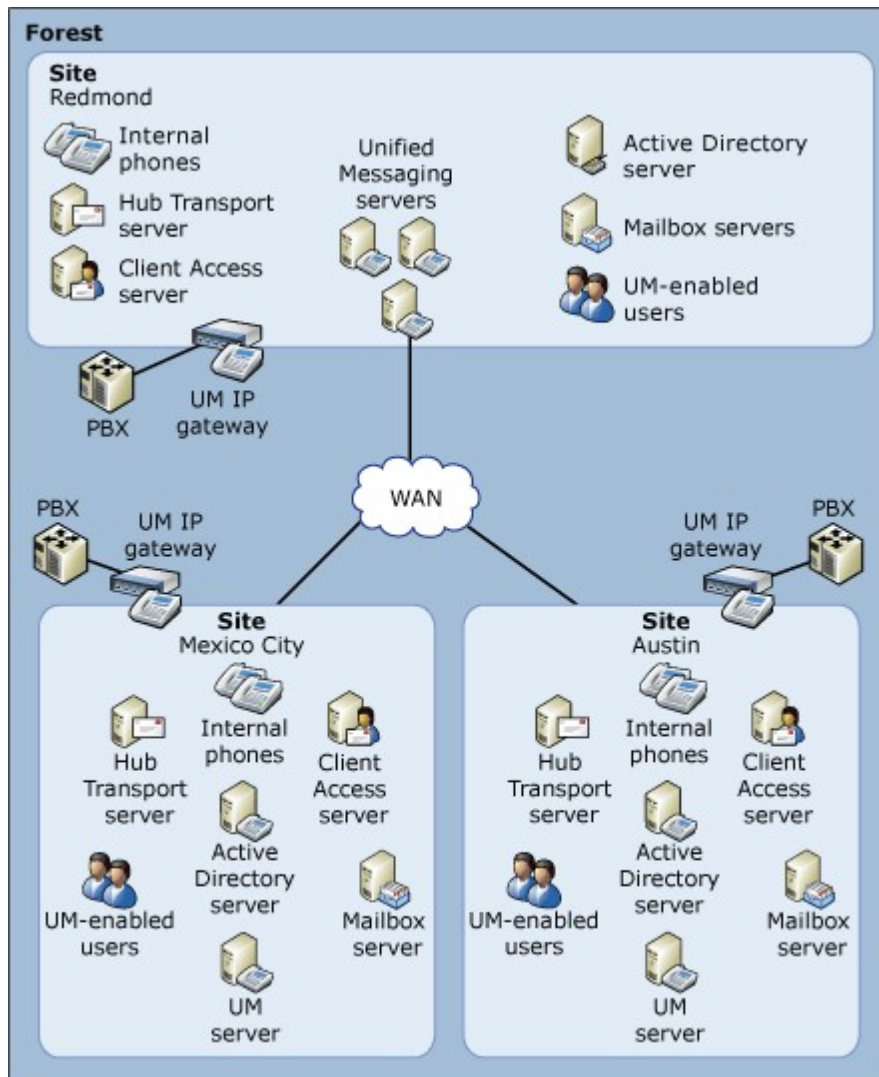 Forest
Site
Redmond
Internal
phones
Hub Transport
server
Client Access
server
Unified
Messaging
servers
Active Directory
server
Mailbox servers
UM-enabled
users
PBX
UM IP
gateway
WAN
PBX
UM IP
gateway
UM IP
gateway
PBX
Site
Mexico City
Internal
phones
Hub
Transport
server
Client
Access
server
Active
Directory
server
UM-enabled
users
Mailbox
server
UM
server
Site
Austin
Internal
phones
Hub
Transport
server
Client
Access
server
Active
Directory
server
UM-enabled
users
Mailbox
server
UM
server